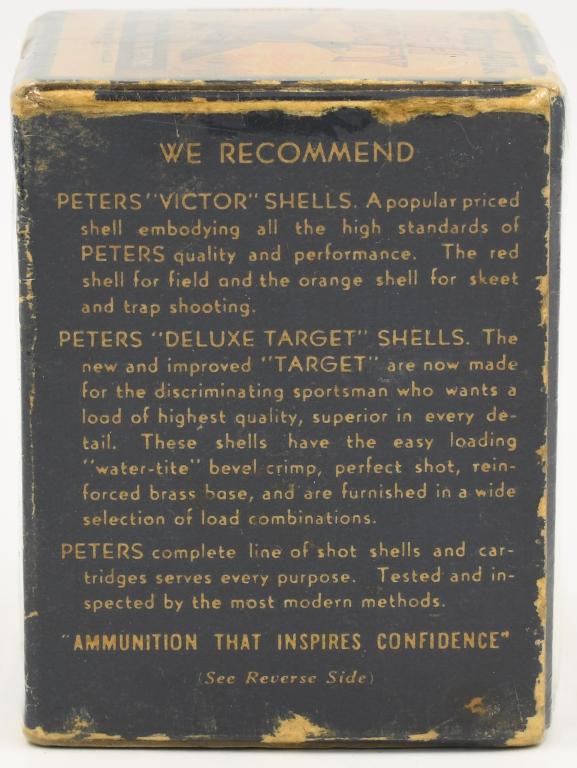 WE RECOMMEND
PETERS "VICTOR" SHELLS. A popular priced
shell embodying all the high standards of
PETERS quality and performance. The red
shell for field and the orange shell for skeet
and trap shooting.
PETERS "DELUXE TARGET" SHELLS. The
new and improved "TARGET" are now made
for the discriminating sportsman who wants a
load of highest quality, superior in every de-
tail. These shells have the easy loading
"water-tite" bevel crimp, perfect shot, rein-
forced brass base, and are furnished in a wide
selection of load combinations.
PETERS complete line of shot shells and car-
tridges serves every purpose. Tested and in-
spected by the most modern methods.
"AMMUNITION THAT INSPIRES CONFIDENCE"
(See Reverse Side)